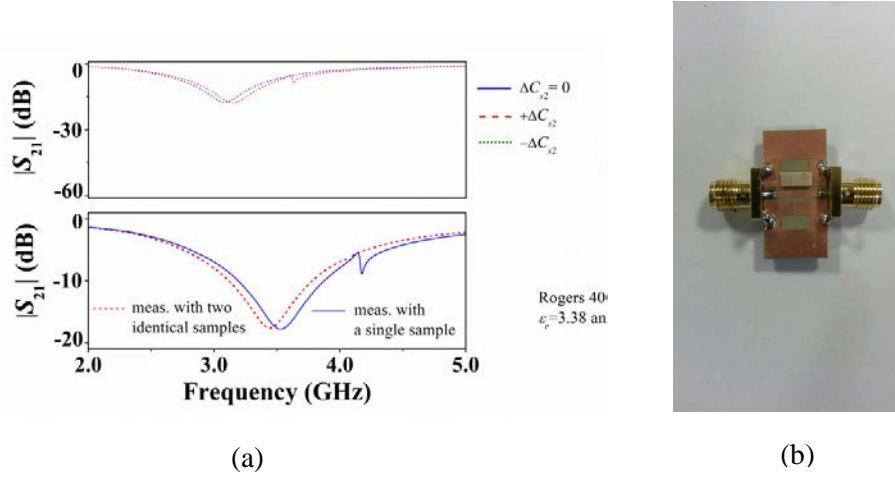 0
-30
-60
|S21| (dB)
ΔCs2= 0
+ΔCs2
−ΔCs2
0
-10
-20
|S21| (dB)
meas. with two
identical samples
meas. with
a single sample
2.0 3.0 4.0 5.0
Frequency (GHz)
Rogers 40
εr=3.38 an
(a)
(b)